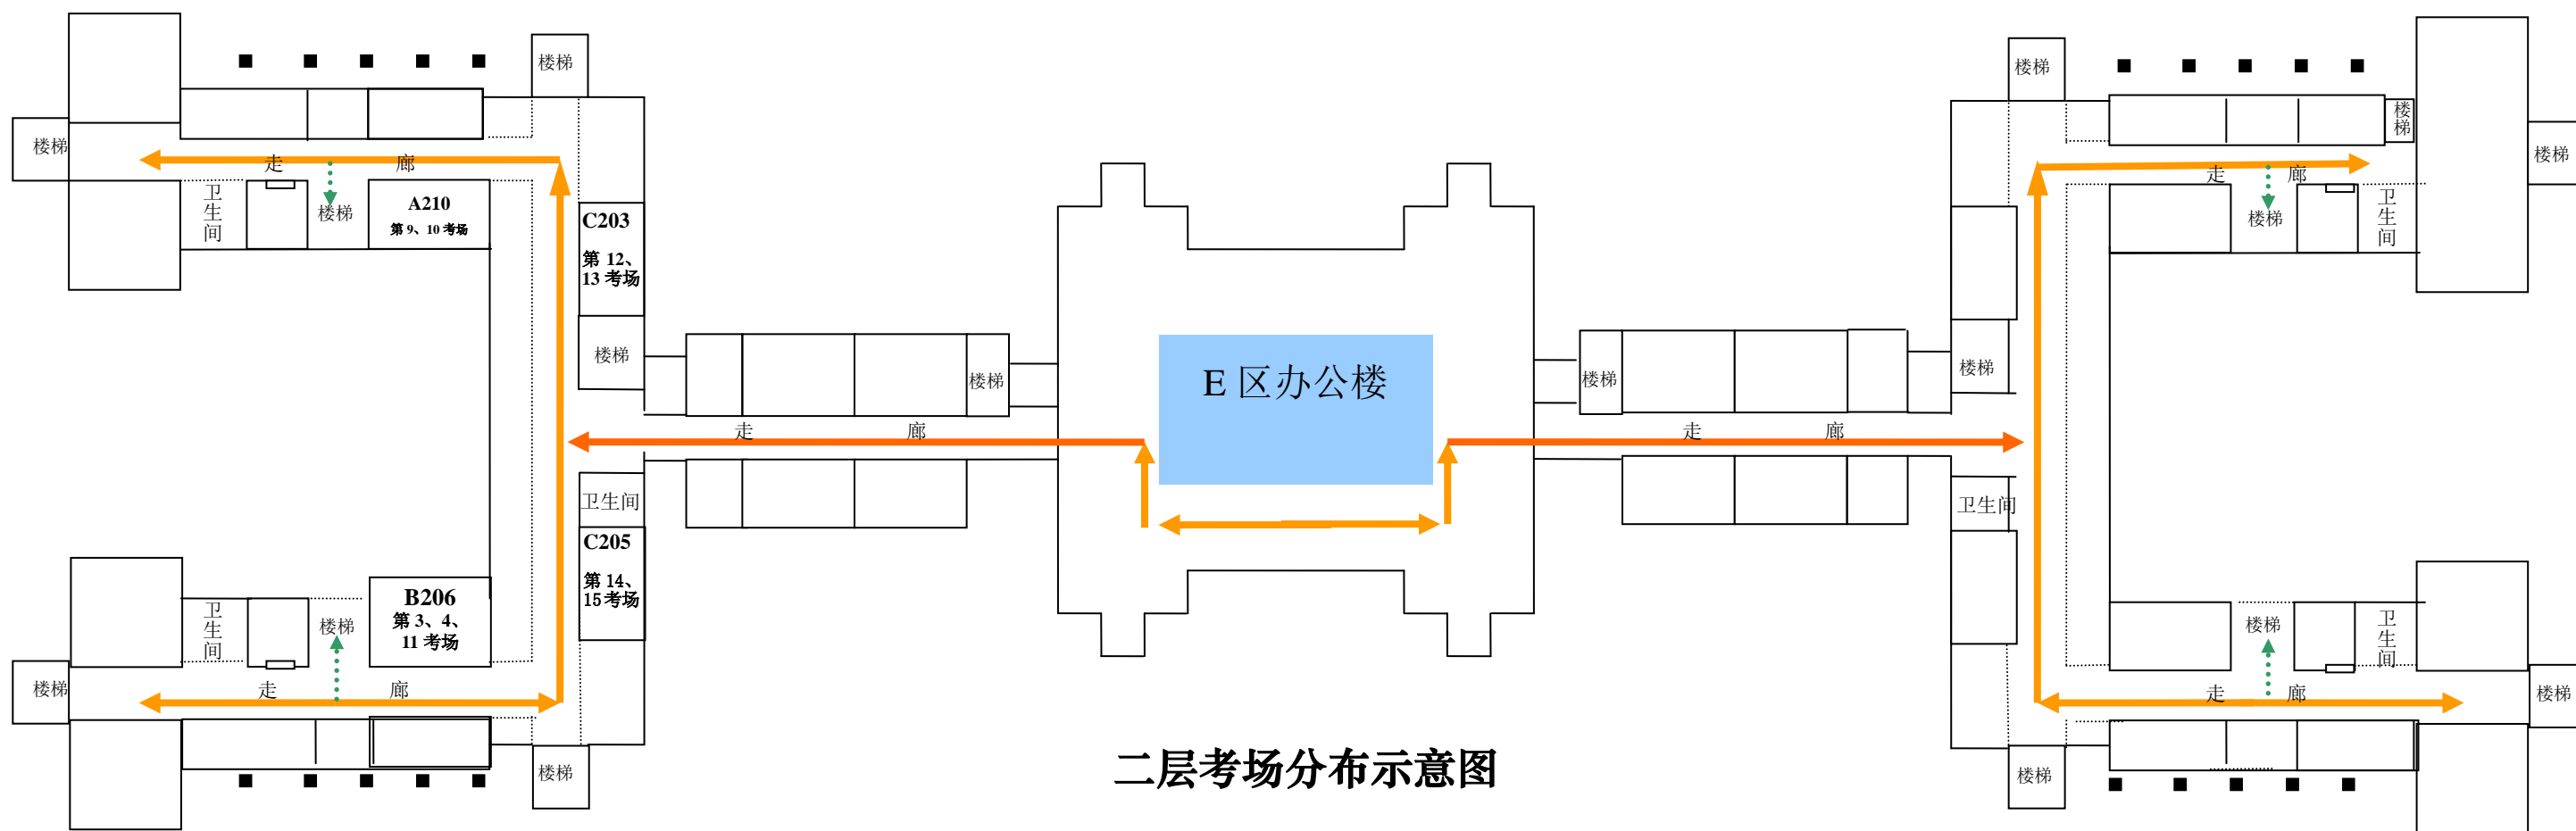 楼梯
楼梯
楼梯
楼梯
楼梯
走 廊
走 廊
楼梯
卫生间
楼梯
A210
第 9、10 考场
C203
第 12、
13 考场
楼梯
卫生间
楼梯
楼梯
楼梯
E 区办公楼
楼梯
楼梯
走 廊
走 廊
卫生间
C205
第 14、
15 考场
卫生间
卫生间
楼梯
B206
第 3、4、
11 考场
楼梯
卫生间
楼梯
走 廊
走 廊
楼梯
楼梯
二层考场分布示意图
楼梯